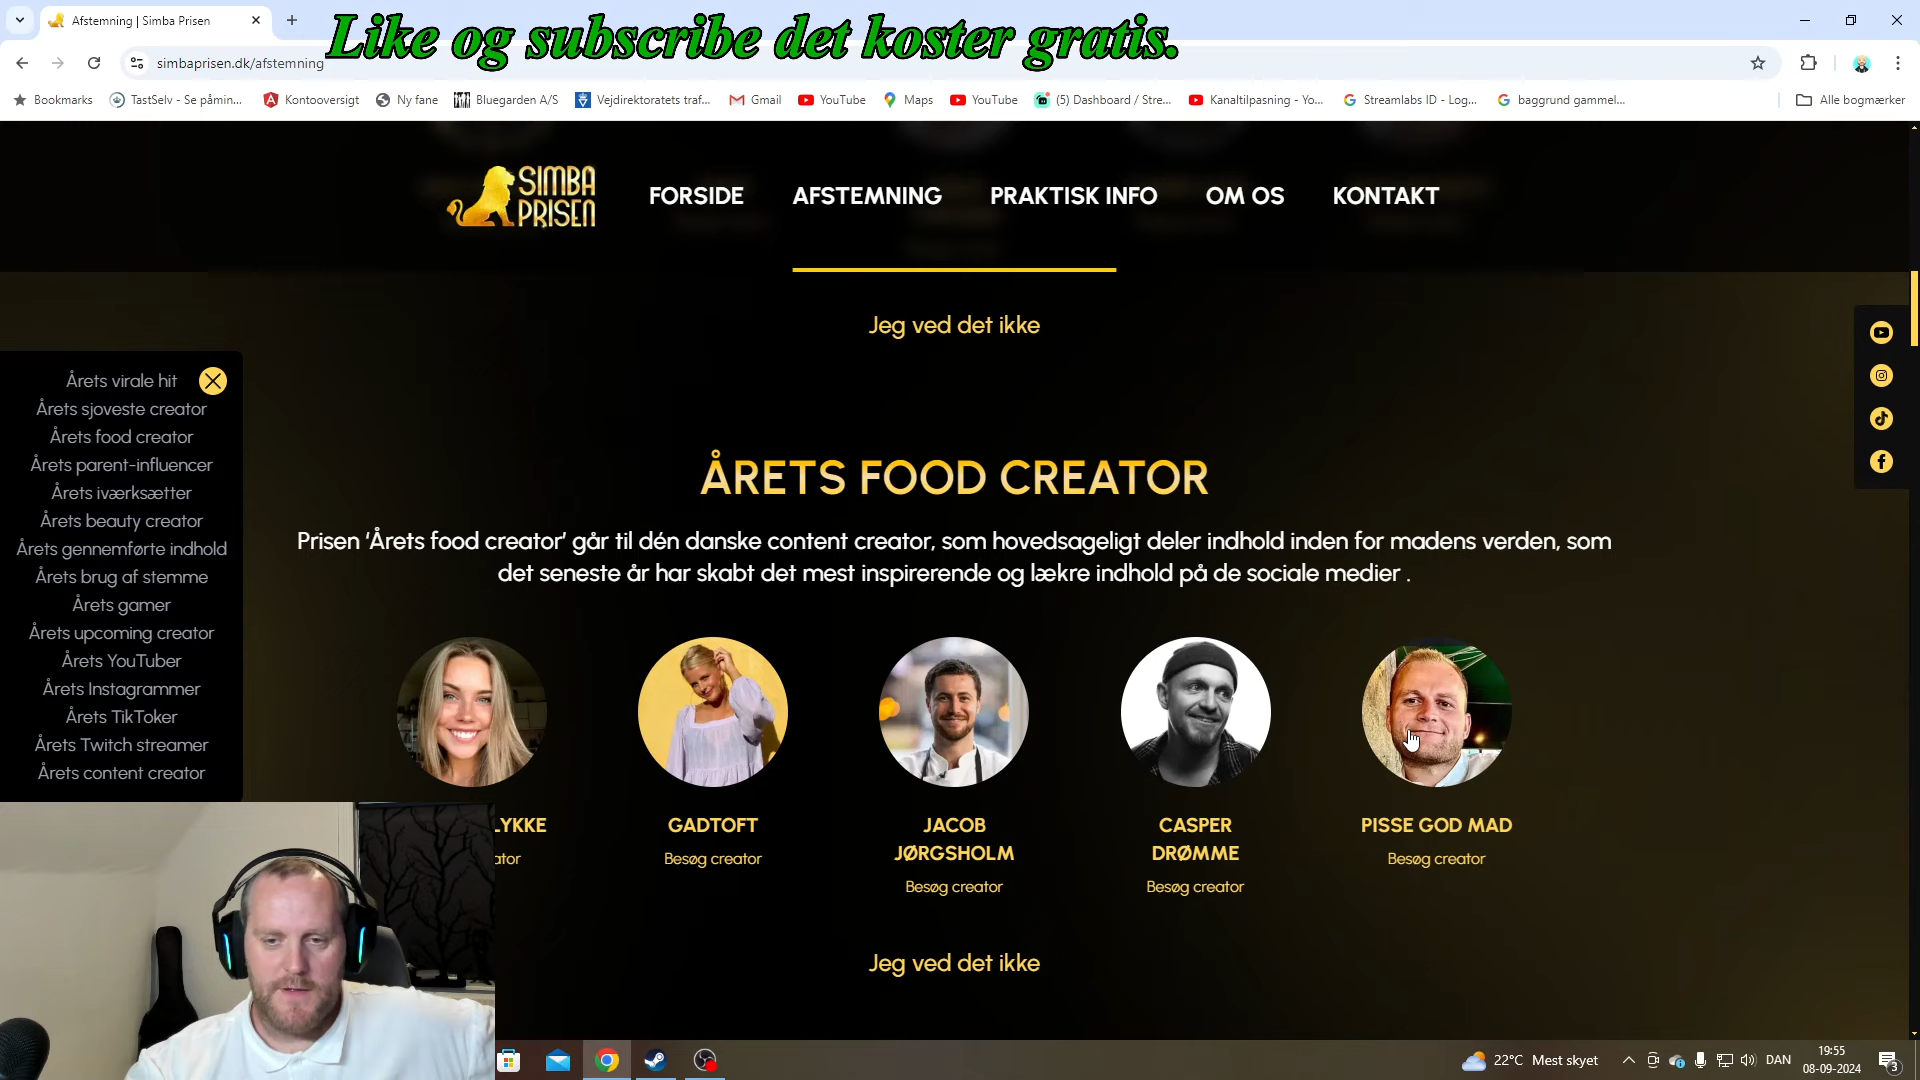 Afstemning | Simba Prisen
Like og subscribe det koster gratis.
simbaprisen.dk/afstemning
Bookmarks
TastSelv - Se påmin...
Kontooversigt
Ny fane
Bluegarden A/S
Vejdirektoratets traf...
Gmail
YouTube
Maps
YouTube
(5) Dashboard / Stre...
Kanaltilpasning - Yo...
Streamlabs ID - Log...
baggrund gammel...
Alle bogmærker
SIMBA
PRISEN
FORSIDE
AFSTEMNING
PRAKTISK INFO
OM OS
KONTAKT
Jeg ved det ikke
Årets virale hit
Årets sjoveste creator
Årets food creator
Årets parent-influencer
Årets iværksætter
Årets beauty creator
Årets gennemførte indhold
Årets brug af stemme
Årets gamer
Årets upcoming creator
Årets YouTuber
Årets Instagrammer
Årets TikToker
Årets Twitch streamer
Årets content creator
ÅRETS FOOD CREATOR
Prisen ‘Årets food creator’ går til dén danske content creator, som hovedsageligt deler indhold inden for madens verden, som
det seneste år har skabt det mest inspirerende og lækre indhold på de sociale medier .
LYKKE
ator
GADTOFT
Besøg creator
JACOB
JØRGSHOLM
Besøg creator
CASPER
DRØMME
Besøg creator
PISSE GOD MAD
Besøg creator
Jeg ved det ikke
22°C Mest skyet
DAN
19:55
08-09-2024
3